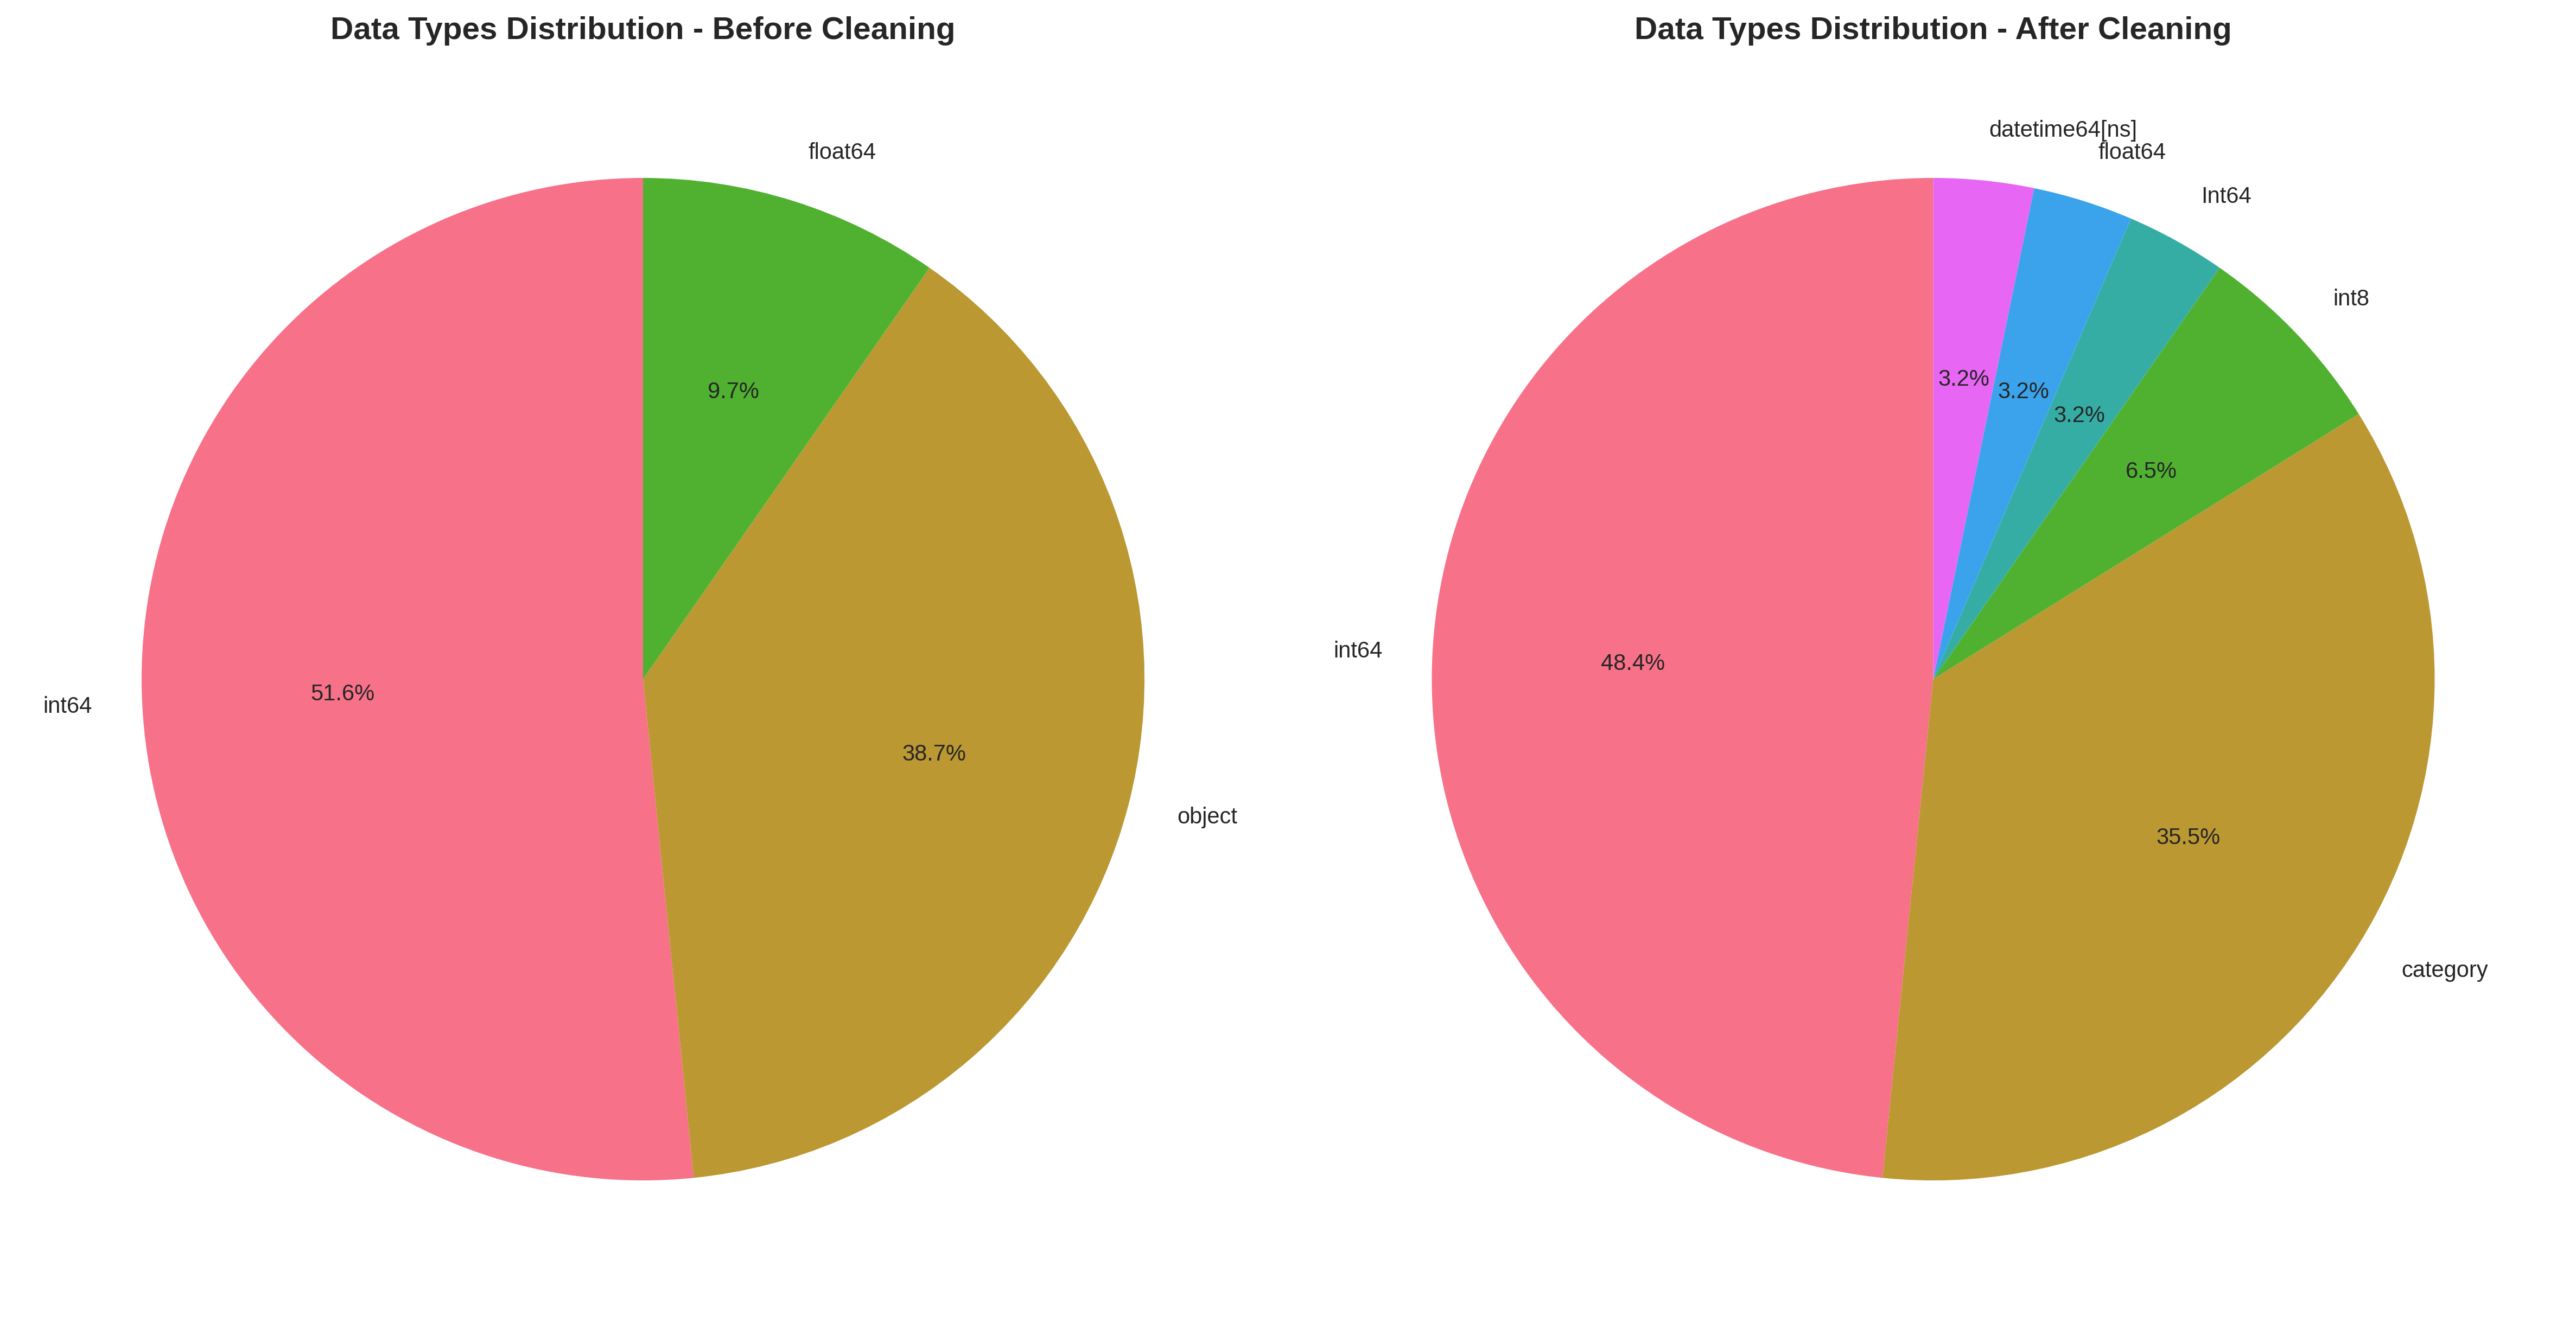 Data Types Distribution - Before Cleaning
float64
9.7%
51.6%
int64
38.7%
object
Data Types Distribution - After Cleaning
datetime64[ns]
float64
Int64
int8
3.2%
3.2%
3.2%
6.5%
int64
48.4%
35.5%
category